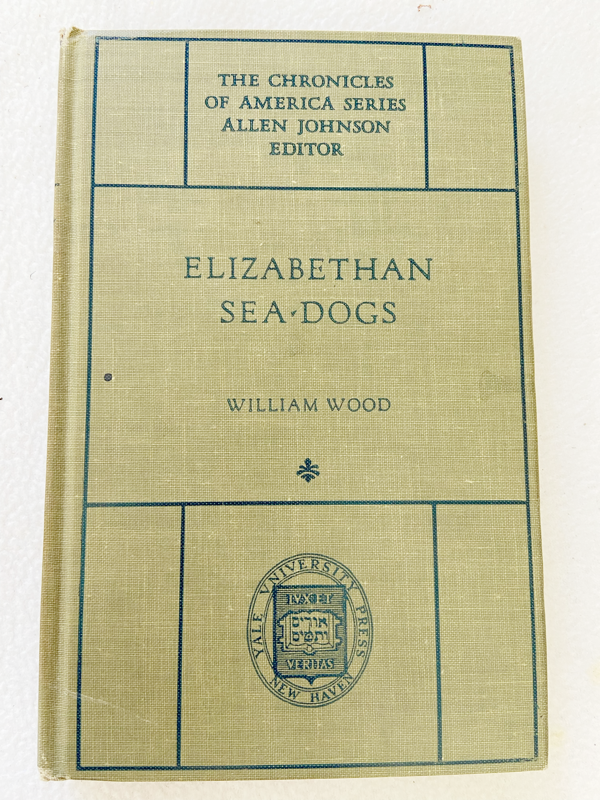 THE CHRONICLES
OF AMERICA SERIES
ALLEN JOHNSON
EDITOR
ELIZABETHAN
SEA-DOGS
WILLIAM WOOD
YALE VNIVERSITY PRESS
LVX ET
אורים
ותמים
VERITAS
NEW HAVEN